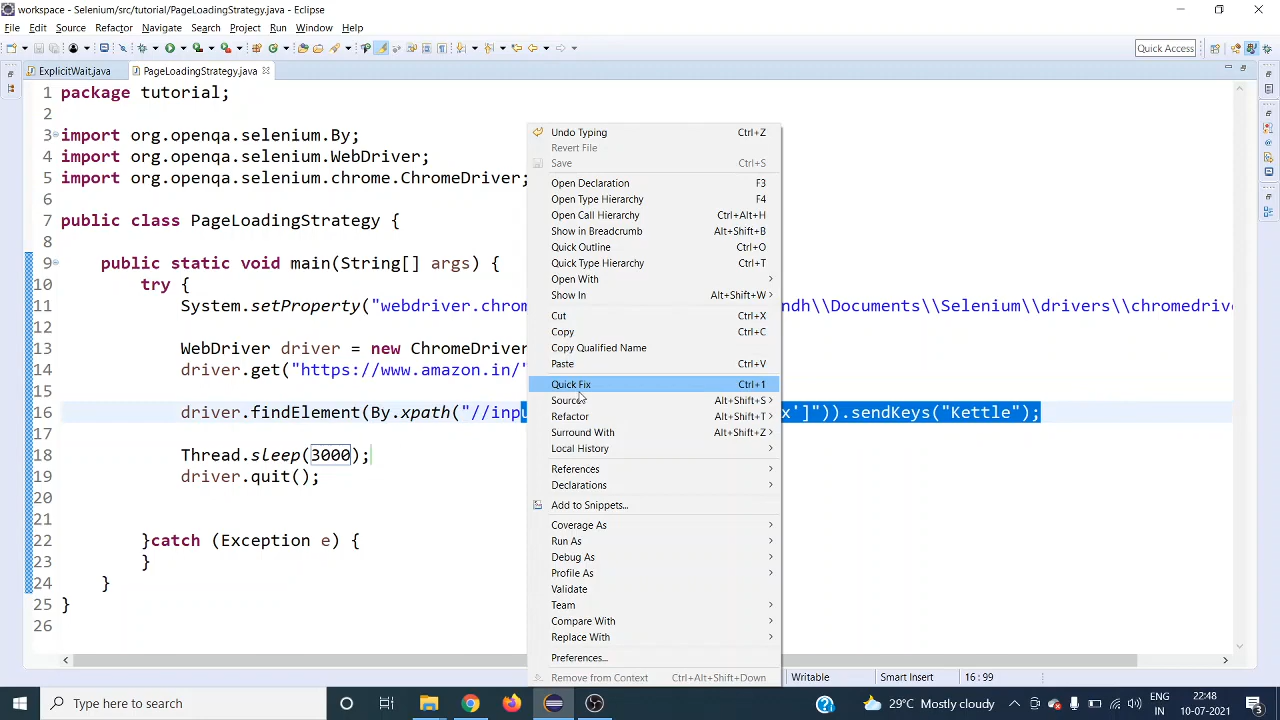 workspace - Selenium/src/tutorial/PageLoadingStrategy.java - Eclipse
File Edit Source Refactor Navigate Search Project Run Window Help
Quick Access
ExplicitWait.java PageLoadingStrategy.java
1 package tutorial;
2
3 import org.openqa.selenium.By;
4 import org.openqa.selenium.WebDriver;
5 import org.openqa.selenium.chrome.ChromeDriver;
6
7 public class PageLoadingStrategy {
8
9 public static void main(String[] args) {
10 try {
11 System.setProperty("webdriver.chrom ndh\\Documents\\Selenium\\drivers\\chromedrive
12
13 WebDriver driver = new ChromeDriver
14 driver.get("https://www.amazon.in/"
15
16 driver.findElement(By.xpath("//inpu x']")).sendKeys("Kettle");
17
18 Thread.sleep(3000);
19 driver.quit();
20
21
22 }catch (Exception e) {
23 }
24 }
25 }
26
Undo Typing Ctrl+Z
Revert File
Save Ctrl+S
Open Declaration F3
Open Type Hierarchy F4
Open Call Hierarchy Ctrl+Alt+H
Show in Breadcrumb Alt+Shift+B
Quick Outline Ctrl+O
Quick Type Hierarchy Ctrl+T
Open With
Show In Alt+Shift+W
Cut Ctrl+X
Copy Ctrl+C
Copy Qualified Name
Paste Ctrl+V
Quick Fix Ctrl+1
Source Alt+Shift+S
Refactor Alt+Shift+T
Surround With Alt+Shift+Z
Local History
References
Declarations
Add to Snippets...
Coverage As
Run As
Debug As
Profile As
Validate
Team
Compare With
Replace With
Preferences...
Remove from Context Ctrl+Alt+Shift+Down
Writable Smart Insert 16 : 99
Type here to search
29°C Mostly cloudy
ENG
IN
22:48
10-07-2021
3